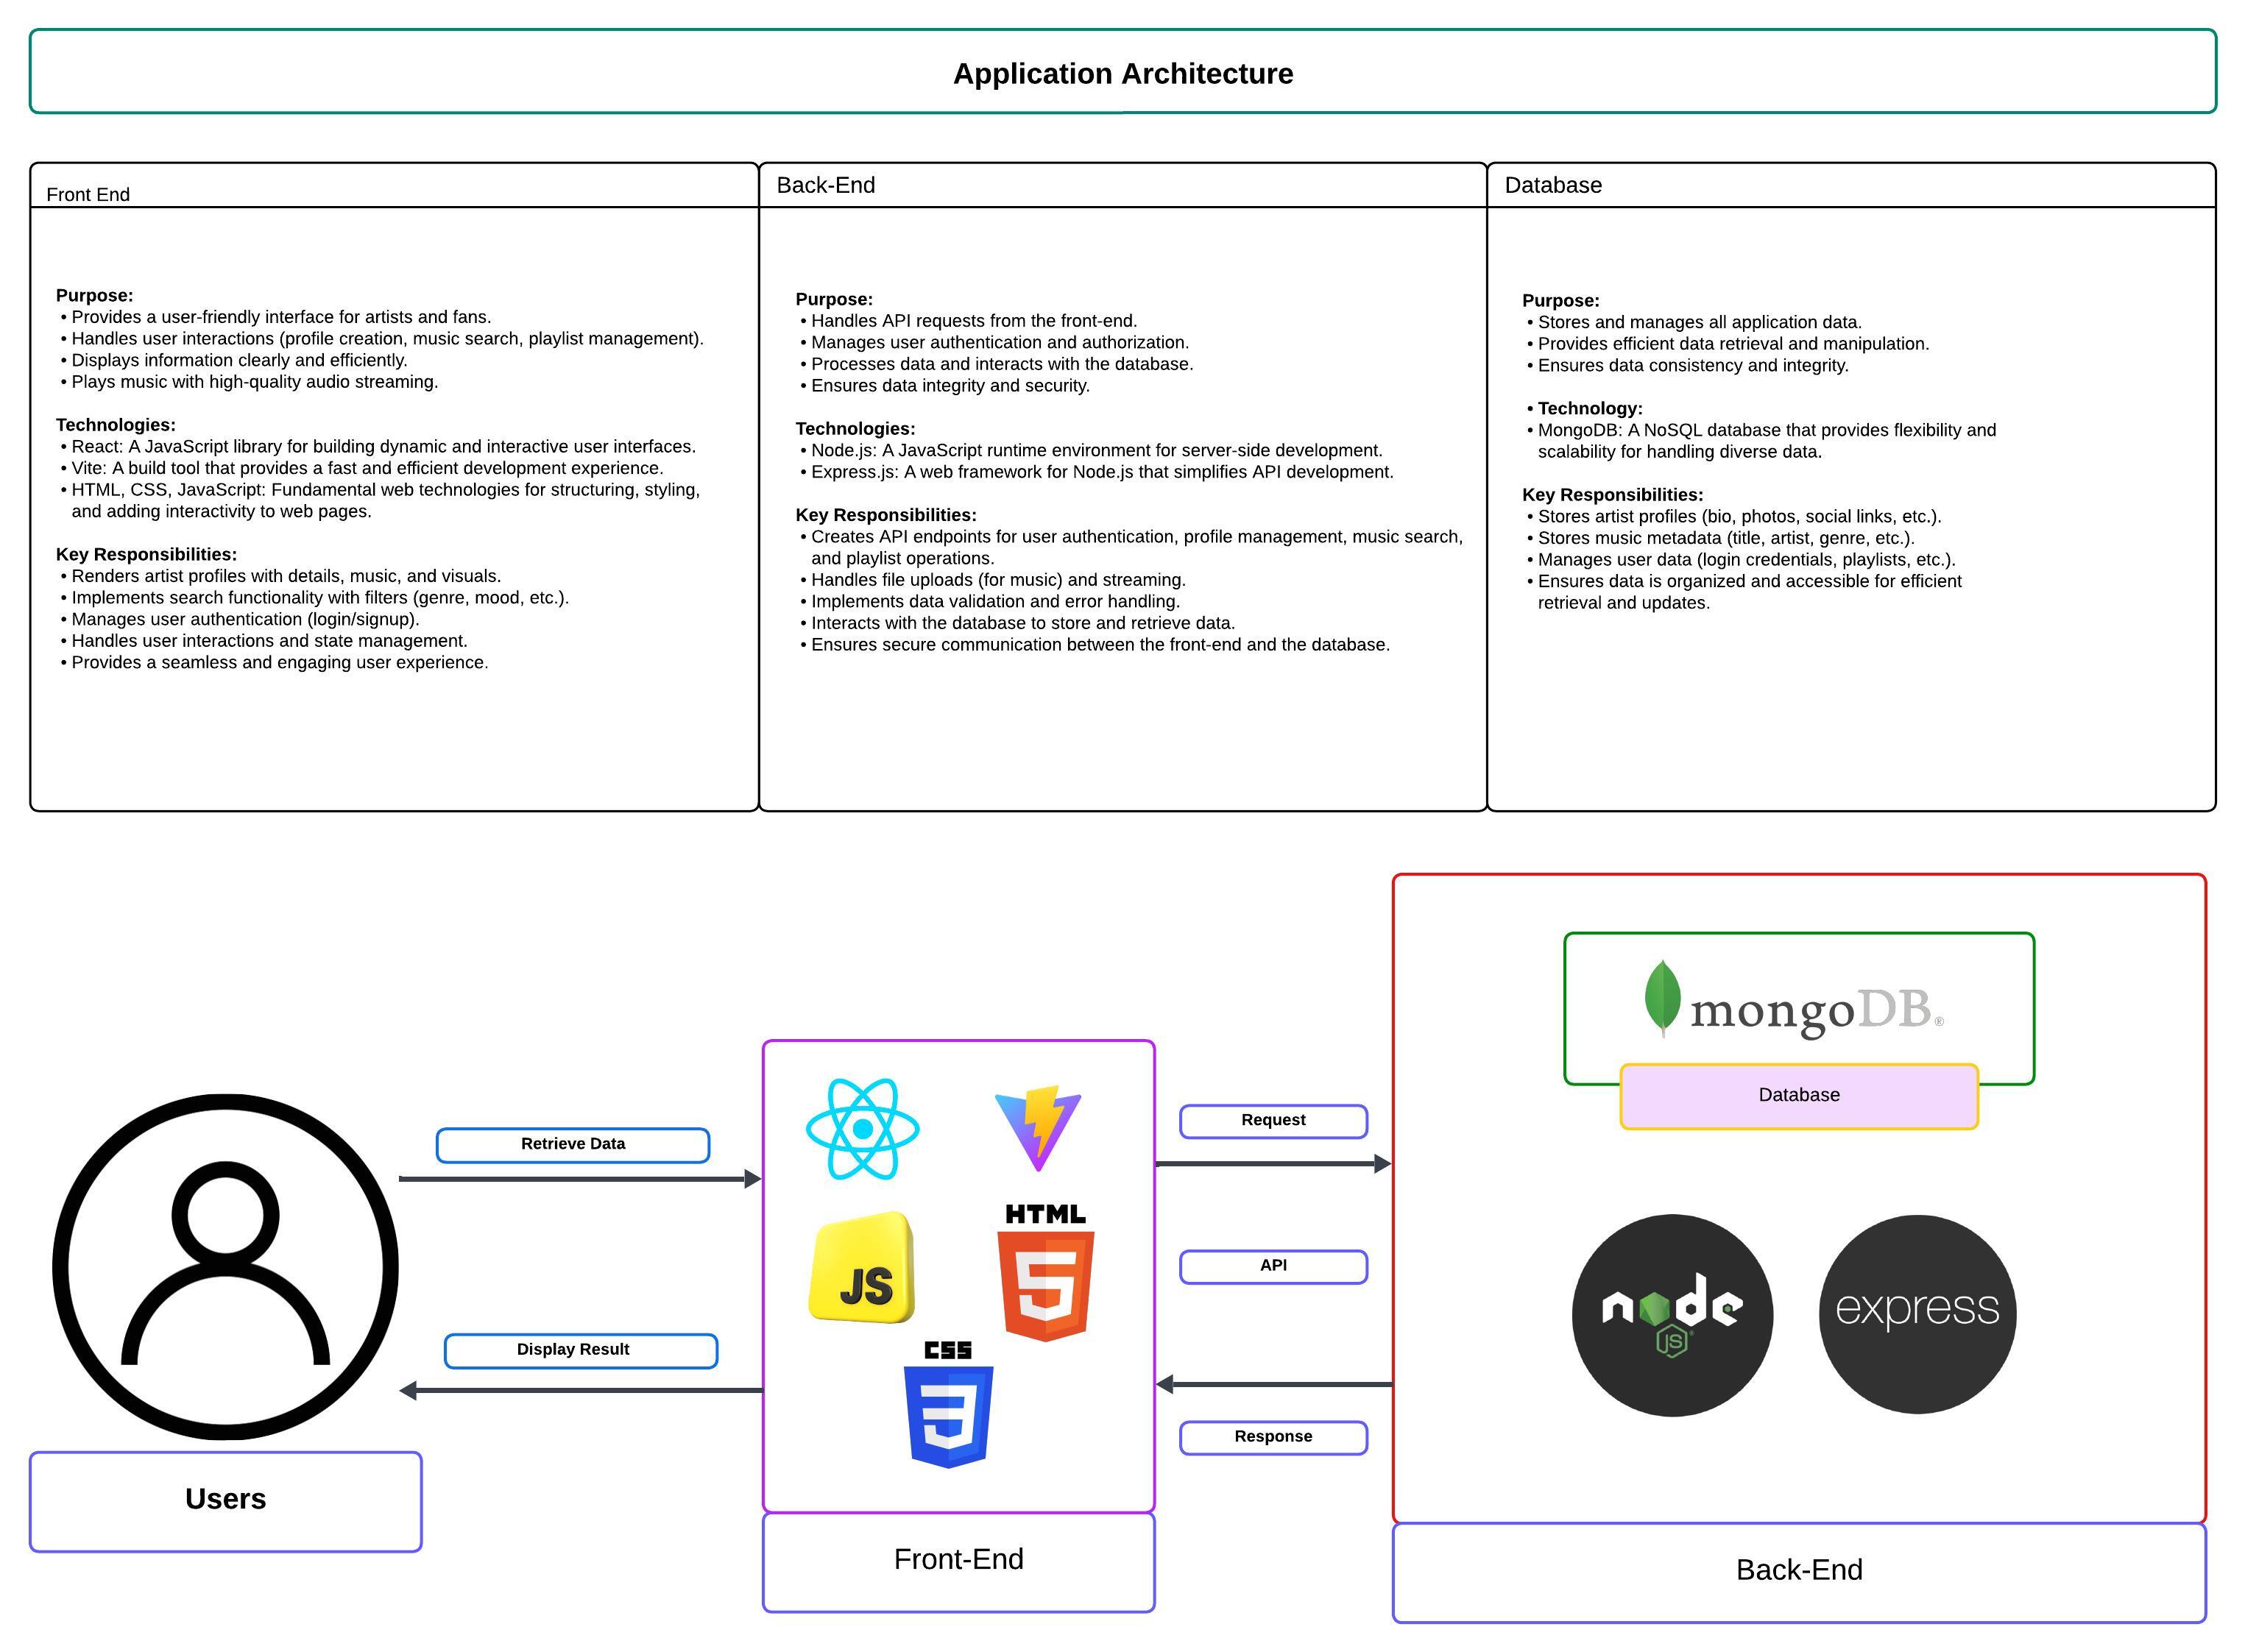 Application Architecture
Front End
Purpose:
• Provides a user-friendly interface for artists and fans.
• Handles user interactions (profile creation, music search, playlist management).
• Displays information clearly and efficiently.
• Plays music with high-quality audio streaming.
Technologies:
• React: A JavaScript library for building dynamic and interactive user interfaces.
• Vite: A build tool that provides a fast and efficient development experience.
• HTML, CSS, JavaScript: Fundamental web technologies for structuring, styling,
and adding interactivity to web pages.
Key Responsibilities:
• Renders artist profiles with details, music, and visuals.
• Implements search functionality with filters (genre, mood, etc.).
• Manages user authentication (login/signup).
• Handles user interactions and state management.
• Provides a seamless and engaging user experience.
Back-End
Purpose:
• Handles API requests from the front-end.
• Manages user authentication and authorization.
• Processes data and interacts with the database.
• Ensures data integrity and security.
Technologies:
• Node.js: A JavaScript runtime environment for server-side development.
• Express.js: A web framework for Node.js that simplifies API development.
Key Responsibilities:
• Creates API endpoints for user authentication, profile management, music search,
and playlist operations.
• Handles file uploads (for music) and streaming.
• Implements data validation and error handling.
• Interacts with the database to store and retrieve data.
• Ensures secure communication between the front-end and the database.
Database
Purpose:
• Stores and manages all application data.
• Provides efficient data retrieval and manipulation.
• Ensures data consistency and integrity.
• Technology:
• MongoDB: A NoSQL database that provides flexibility and
scalability for handling diverse data.
Key Responsibilities:
• Stores artist profiles (bio, photos, social links, etc.).
• Stores music metadata (title, artist, genre, etc.).
• Manages user data (login credentials, playlists, etc.).
• Ensures data is organized and accessible for efficient
retrieval and updates.
Users
Retrieve Data
Display Result
JS
HTML
5
CSS
3
Front-End
Request
API
Response
mongoDB®
Database
node
JS
express
Back-End